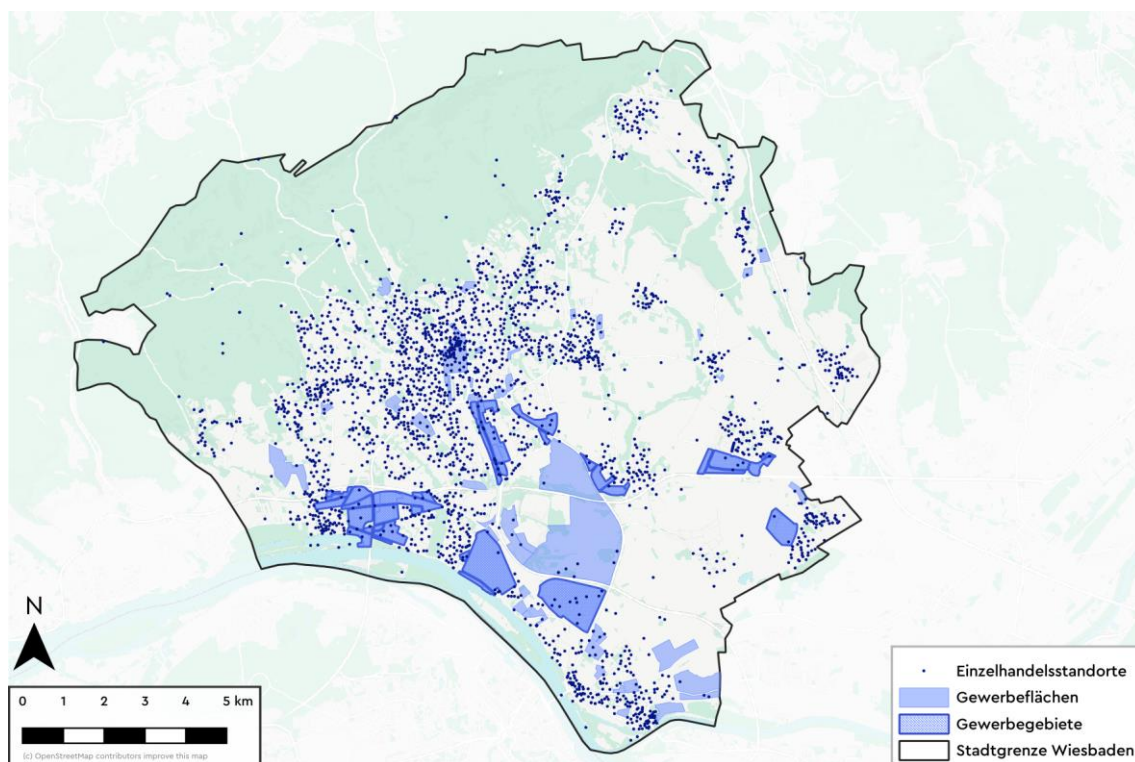 N
0 1 2 3 4 5 km
(c) OpenStreetMap contributors improve this map
Einzelhandelsstandorte
Gewerbeflächen
Gewerbegebiete
Stadtgrenze Wiesbaden